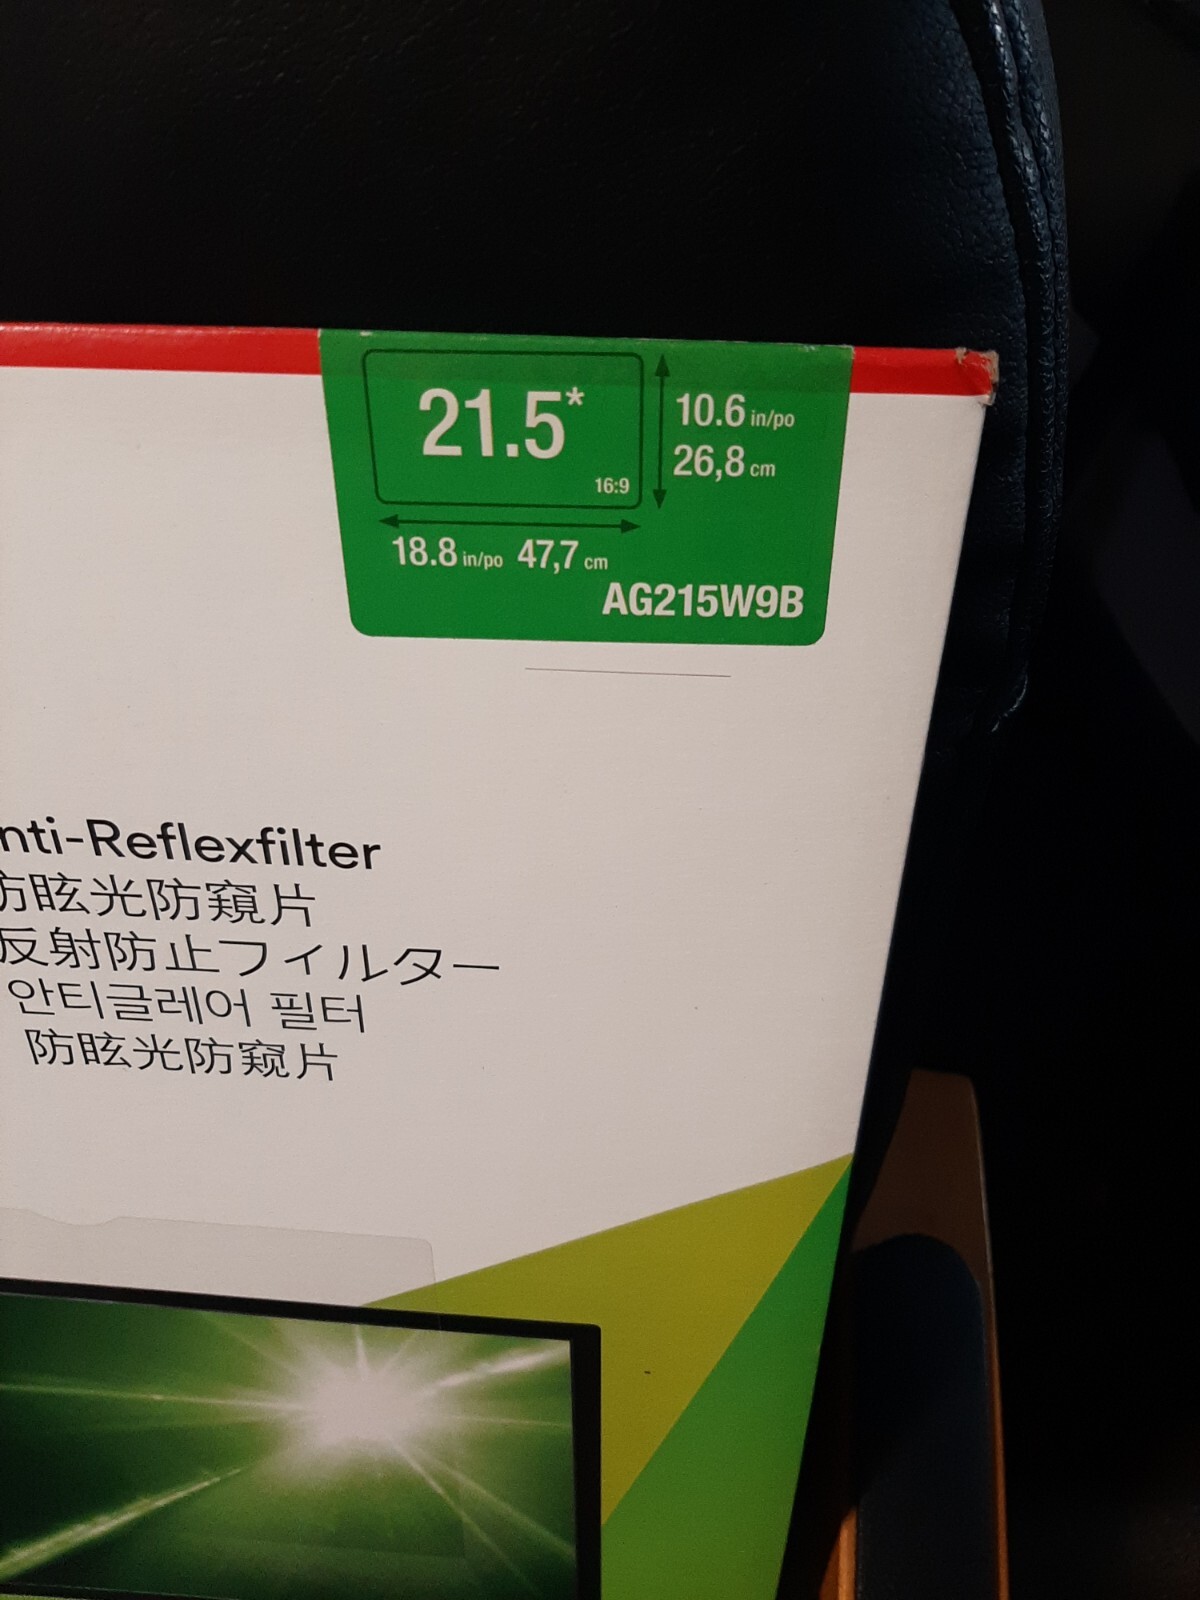 21.5*
16:9
10.6 in/po
26,8 cm
18.8 in/po 47,7 cm
AG215W9B
nti-Reflexfilter
防眩光防窺片
反射防止フィルター
안티글레어 필터
防眩光防窥片